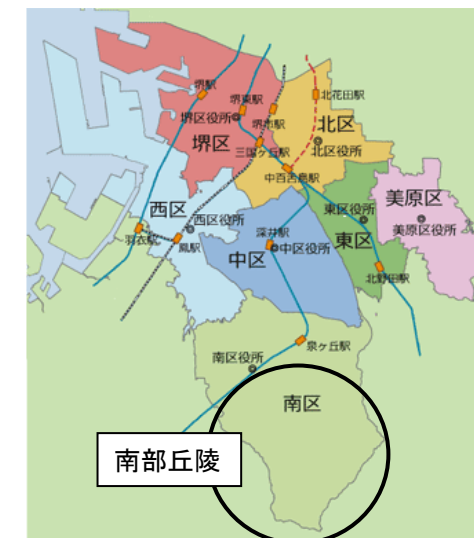 堺駅
堺東駅
堺区役所
堺市駅
堺区
三国ヶ丘駅
北花田駅
北区
北区役所
中百舌鳥駅
西区
西区役所
羽衣駅
鳳駅
深井駅
中区役所
中区
東区役所
東区
北野田駅
美原区
美原区役所
泉ヶ丘駅
南区役所
南区
南部丘陵